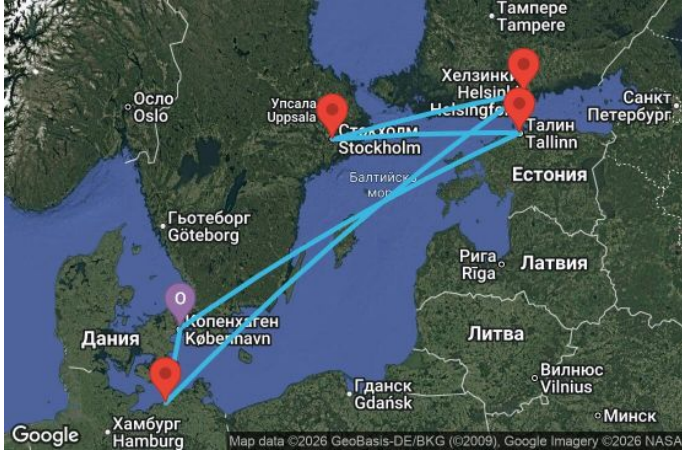 Тампере
Tampere
Хелзинки
Helsinki
Осло
Oslo
Упсала
Uppsala
Санкт
Петербург
Стокхолм
Stockholm
Талин
Tallinn
Балтийско
Естония
Гьотеборг
Göteborg
Рига
Rīga
Латвия
O
Копенхаген
København
Дания
Литва
Вилнюс
Vilnius
Гданск
Gdańsk
Минск
Хамбург
Hamburg
Google
Map data ©2026 GeoBasis-DE/BKG (©2009), Google Imagery ©2026 NASA